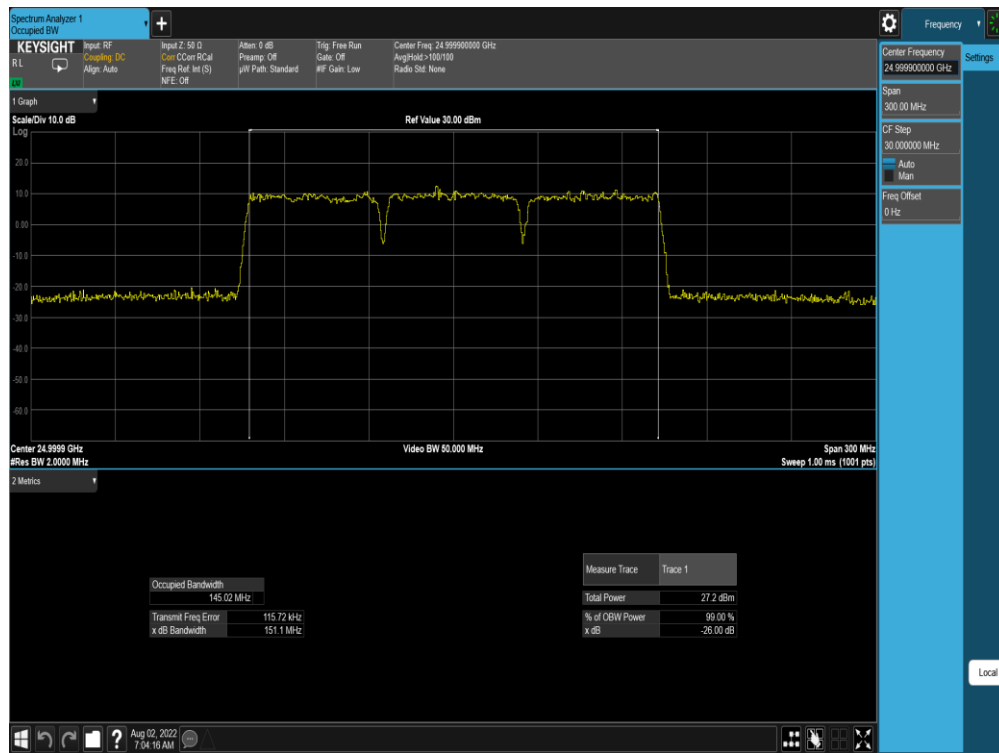 Spectrum Analyzer 1
Occupied BW
+
Frequency
KEYSIGHT
R L
LXI
Input: RF
Coupling: DC
Align: Auto
Input Z: 50 Ω
Corr CCorr RCal
Freq Ref: Int (S)
NFE: Off
Atten: 0 dB
Preamp: Off
µW Path: Standard
Trig: Free Run
Gate: Off
#IF Gain: Low
Center Freq: 24.999900000 GHz
Avg|Hold:>100/100
Radio Std: None
Center Frequency
24.999900000 GHz
Settings
Span
300.00 MHz
CF Step
30.000000 MHz
Auto
Man
Freq Offset
0 Hz
1 Graph
Scale/Div 10.0 dB
Ref Value 30.00 dBm
Log
20.0
10.0
0.00
-10.0
-20.0
-30.0
-40.0
-50.0
-60.0
Center 24.9999 GHz
Video BW 50.000 MHz
Span 300 MHz
#Res BW 2.0000 MHz
Sweep 1.00 ms (1001 pts)
2 Metrics
Measure Trace Trace 1
Occupied Bandwidth
145.02 MHz
Total Power 27.2 dBm
Transmit Freq Error 115.72 kHz
% of OBW Power 99.00 %
x dB Bandwidth 151.1 MHz
x dB -26.00 dB
Local
?
Aug 02, 2022
7:04:16 AM